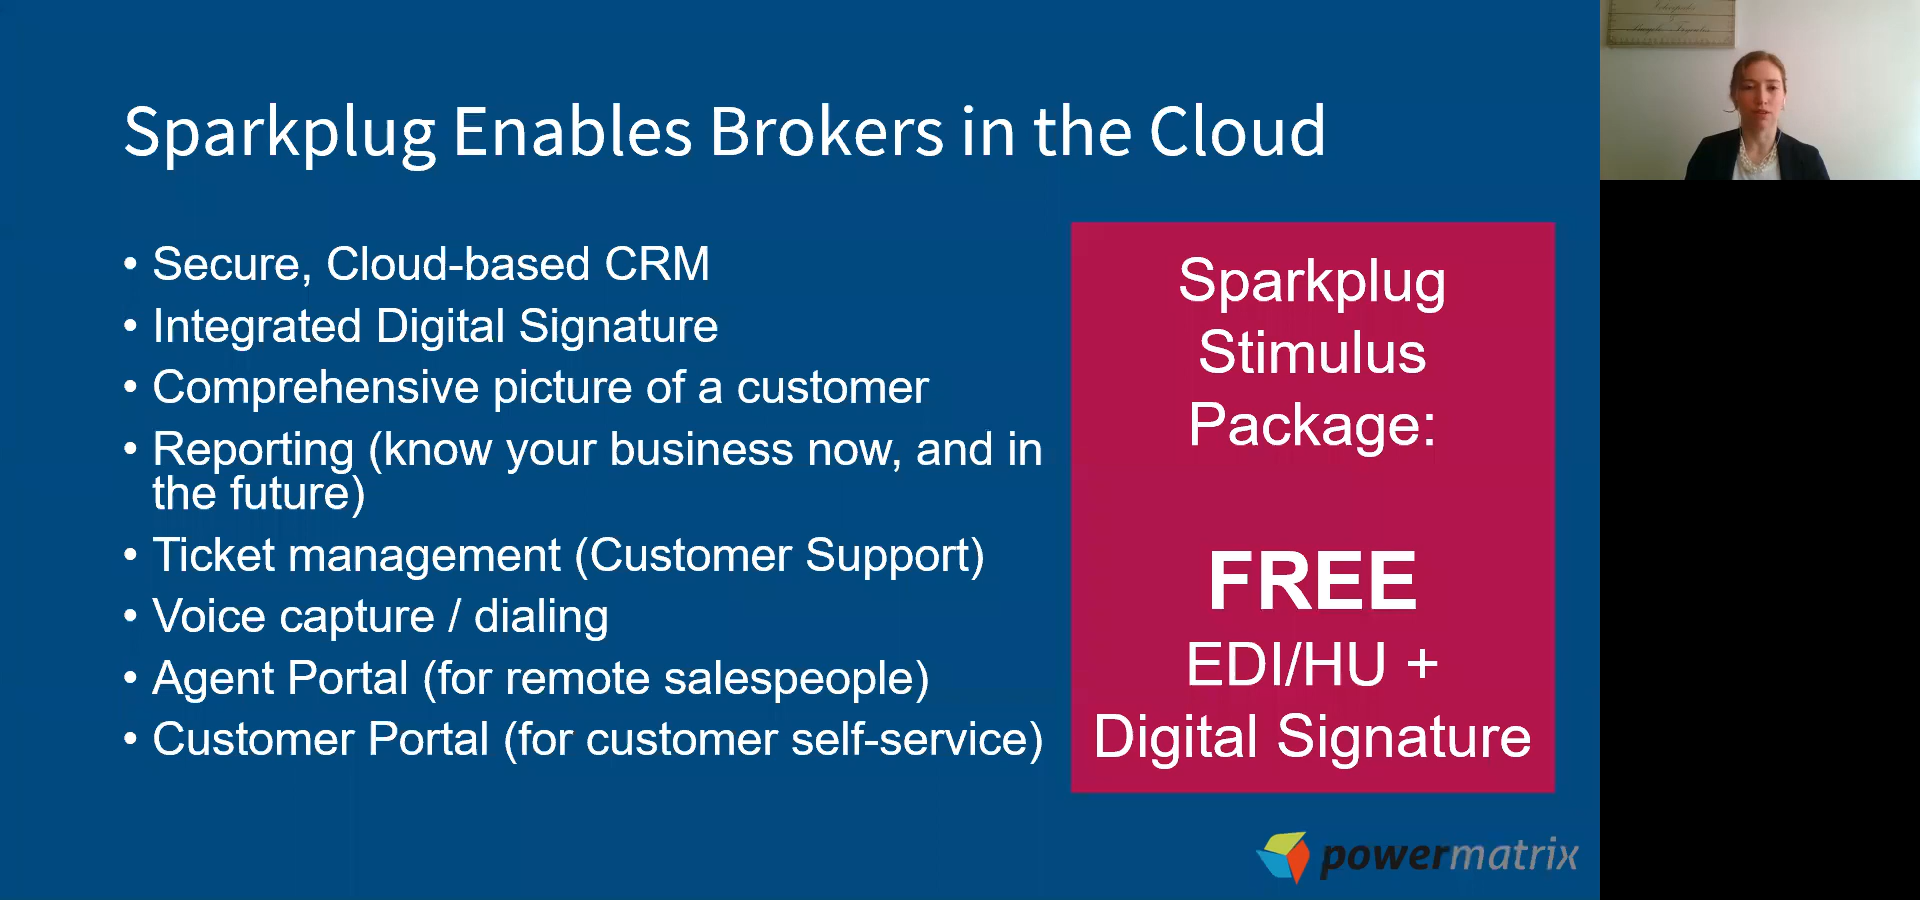 Sparkplug Enables Brokers in the Cloud
• Secure, Cloud-based CRM
• Integrated Digital Signature
• Comprehensive picture of a customer
• Reporting (know your business now, and in
the future)
• Ticket management (Customer Support)
• Voice capture / dialing
• Agent Portal (for remote salespeople)
• Customer Portal (for customer self-service)
Sparkplug
Stimulus
Package:
FREE
EDI/HU +
Digital Signature
powermatrix